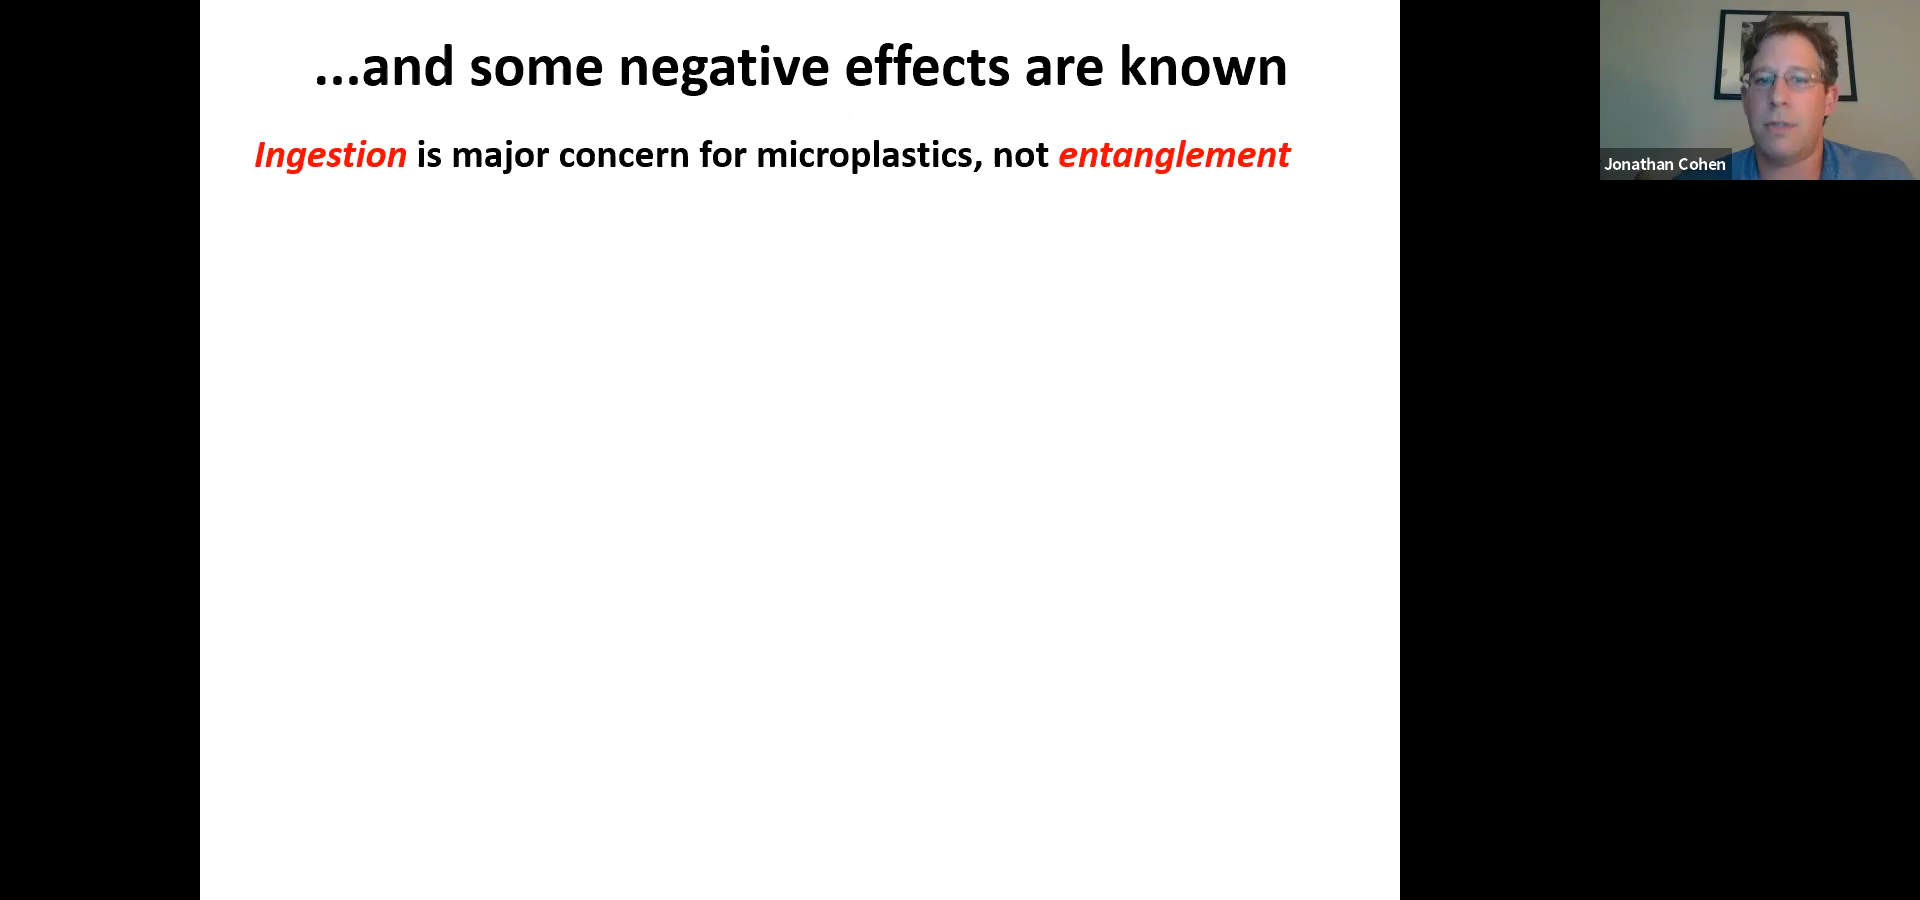 ...and some negative effects are known
Ingestion is major concern for microplastics, not entanglement
Jonathan Cohen